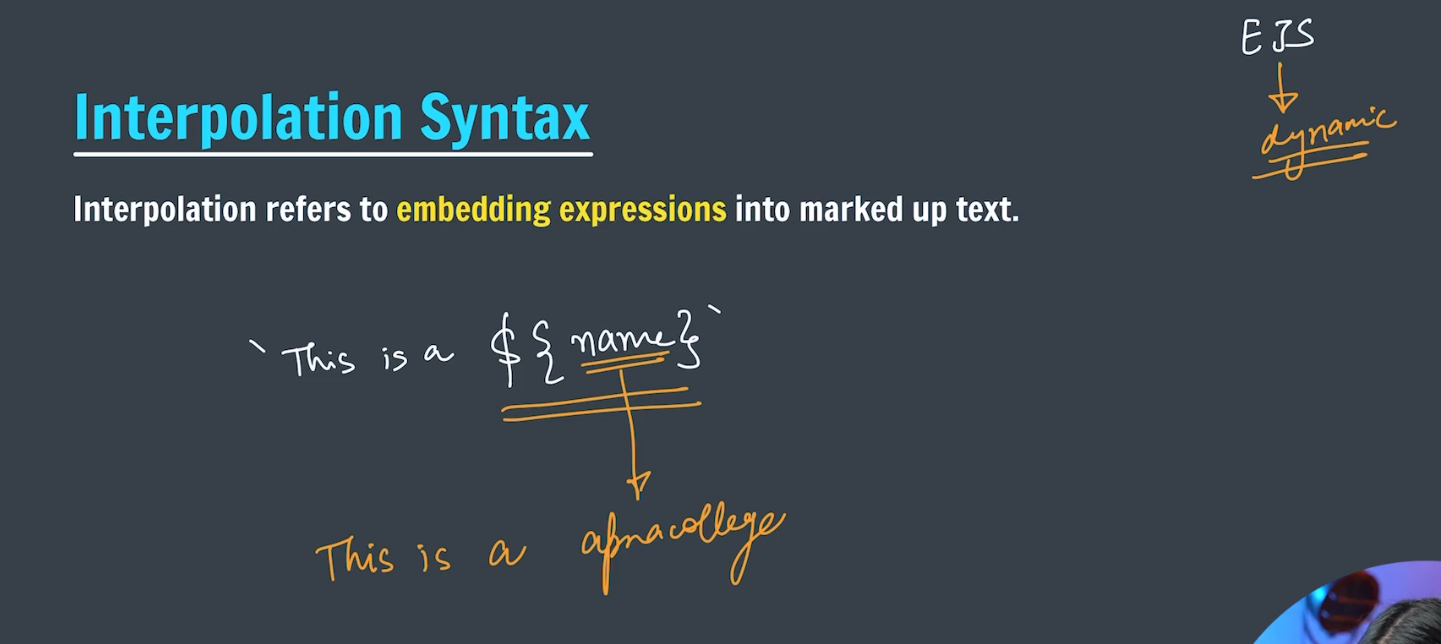 EJS
dynamic
Interpolation Syntax
Interpolation refers to embedding expressions into marked up text.
`This is a ${name}`
This is a apnacollege